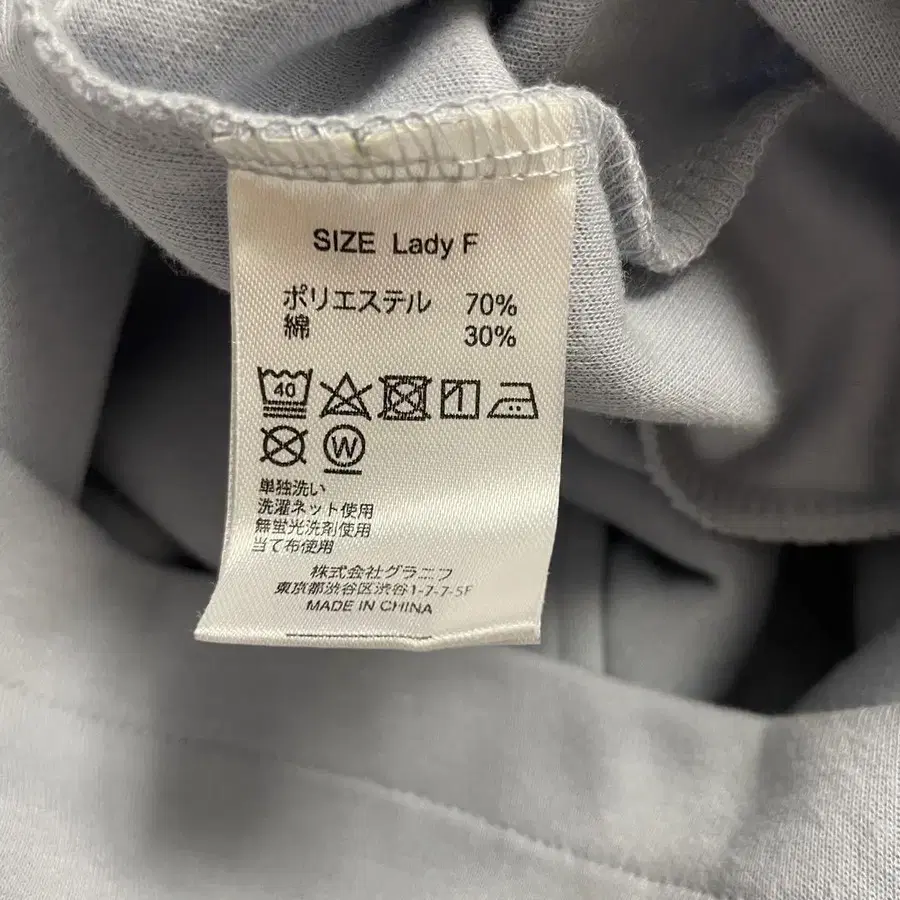 SIZE Lady F
ポリエステル 70%
綿 30%
40
W
単独洗い
洗濯ネット使用
無蛍光洗剤使用
当て布使用
株式会社グラニフ
東京都渋谷区渋谷1-7-7-5F
MADE IN CHINA